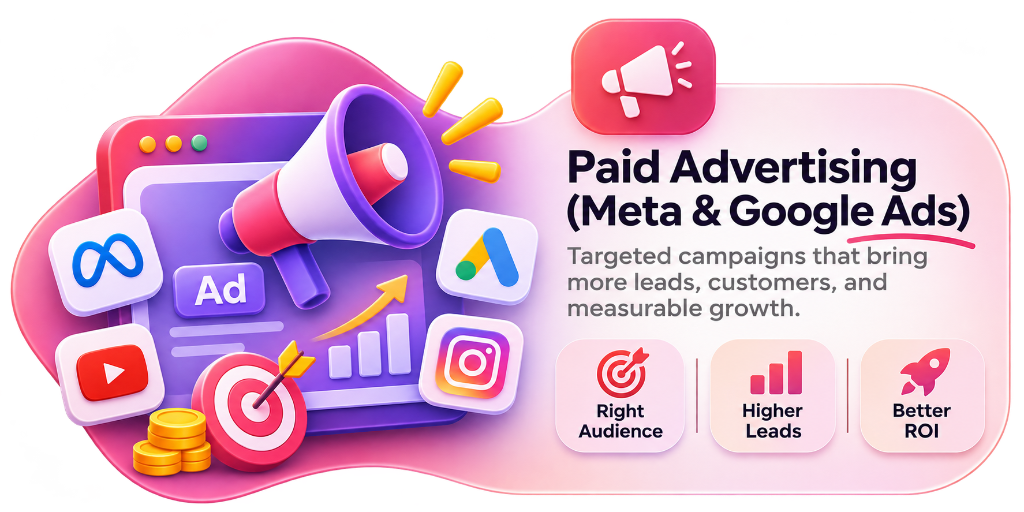 Ad
Paid Advertising
(Meta & Google Ads)
Targeted campaigns that bring
more leads, customers, and
measurable growth.
Right
Audience
Higher
Leads
Better
ROI